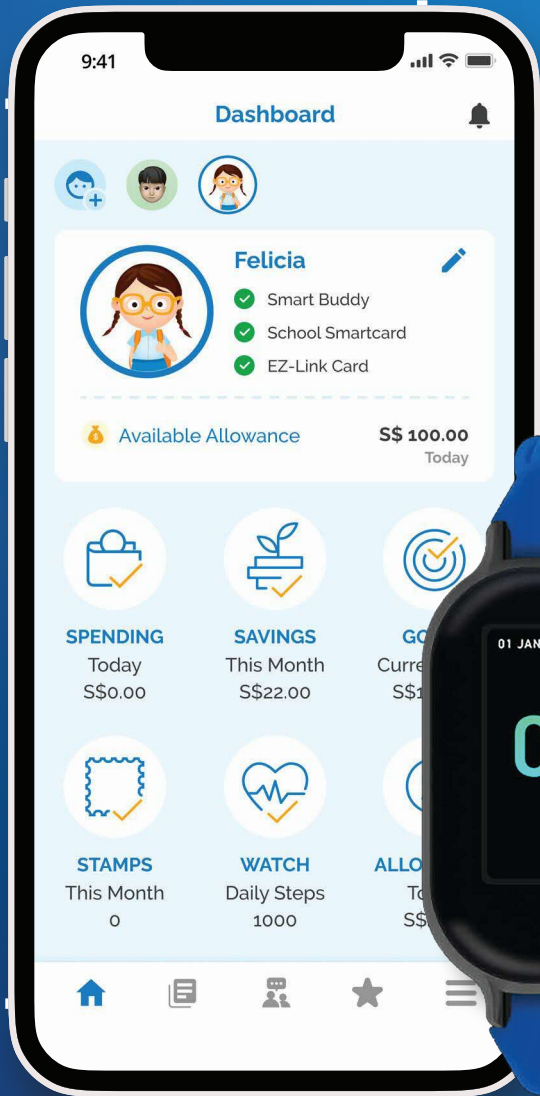 9:41
Dashboard
Felicia
Smart Buddy
School Smartcard
EZ-Link Card
Available Allowance
S$ 100.00
Today
SPENDING
Today
S$0.00
SAVINGS
This Month
S$22.00
01 JAN
STAMPS
This Month
0
WATCH
Daily Steps
1000